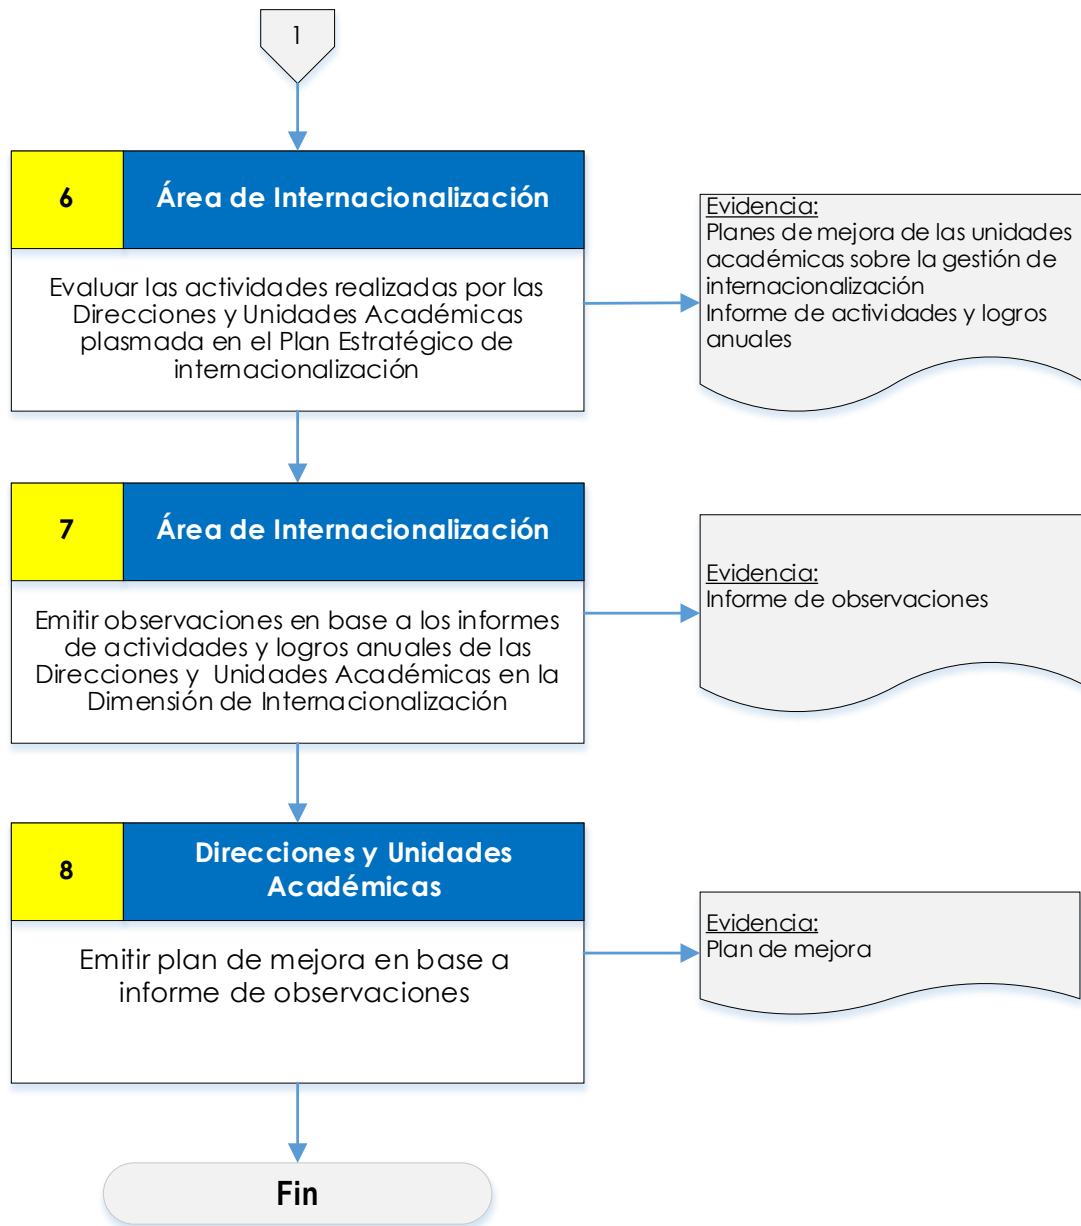 1
6
Área de Internacionalización
Evaluar las actividades realizadas por las
Direcciones y Unidades Académicas
plasmada en el Plan Estratégico de
internacionalización
Evidencia:
Planes de mejora de las unidades
académicas sobre la gestión de
internacionalización
Informe de actividades y logros
anuales
7
Área de Internacionalización
Emitir observaciones en base a los informes
de actividades y logros anuales de las
Direcciones y  Unidades Académicas en la
Dimensión de Internacionalización
Evidencia:
Informe de observaciones
8
Direcciones y Unidades
Académicas
Emitir plan de mejora en base a
informe de observaciones
Evidencia:
Plan de mejora
Fin